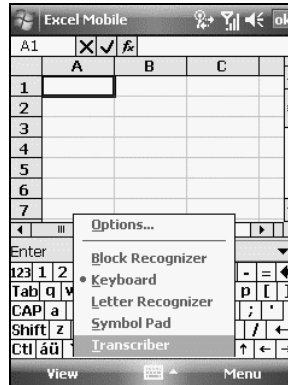 Excel Mobile ok
A1 fx
A B C
1
2
3
4
5
6
7
Options...
Block Recognizer
Keyboard
Letter Recognizer
Symbol Pad
Transcriber
Enter
123 1 2 - =
Tab q p [
CAP a ; '
Shift z /
Ctl áü
View Menu